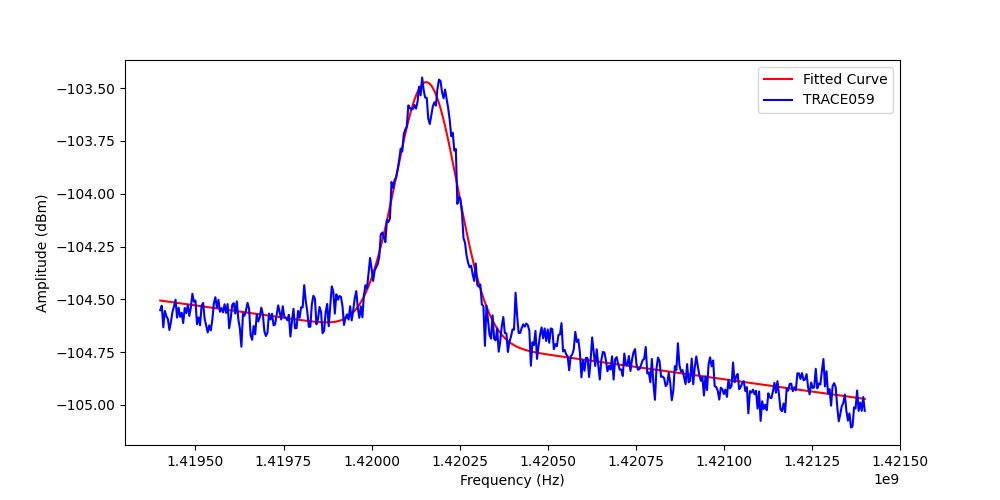 Fitted Curve
TRACE059
−103.50
−103.75
−104.00
−104.25
−104.50
−104.75
−105.00
Amplitude (dBm)
1.41950 1.41975 1.42000 1.42025 1.42050 1.42075 1.42100 1.42125 1.42150
1e9
Frequency (Hz)